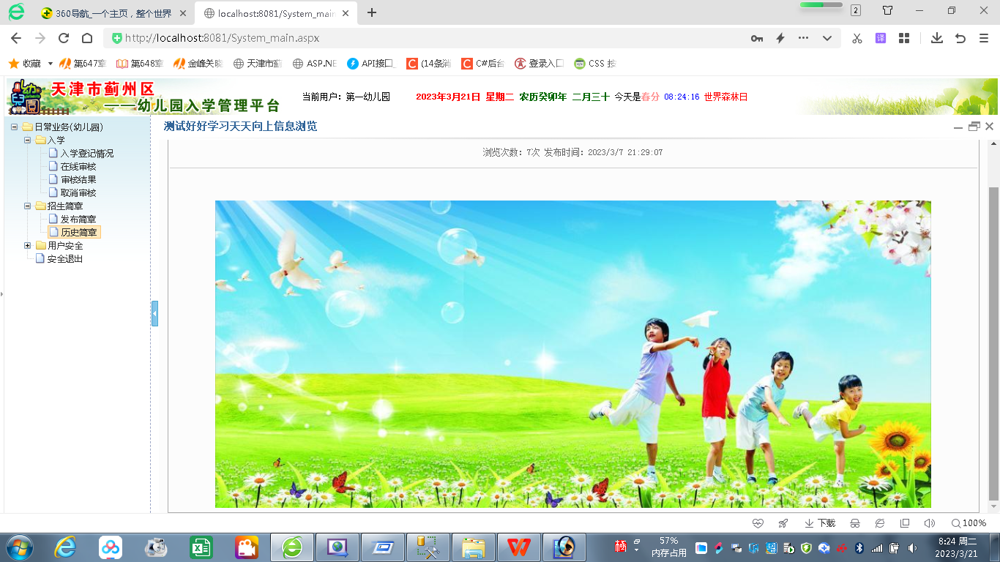 360导航_一个主页，整个世界
localhost:8081/System_main
2
http://localhost:8081/System_main.aspx
译
收藏 第647章 第648章 金峰关晓 天津市蓟 ASP.NE API接口_ (14条消 C#后台 登录入口 CSS 按
天津市蓟州区
——幼儿园入学管理平台
当前用户：第一幼儿园 2023年3月21日 星期二 农历癸卯年 二月三十 今天是春分 08:24:16 世界森林日
日常业务(幼儿园)
入学
入学登记情况
在线审核
审核结果
取消审核
招生简章
发布简章
历史简章
用户安全
安全退出
测试好好学习天天向上信息浏览
浏览次数：7次 发布时间：2023/3/7 21:29:07
下载 100%
57%
内存占用
8:24 周二
2023/3/21